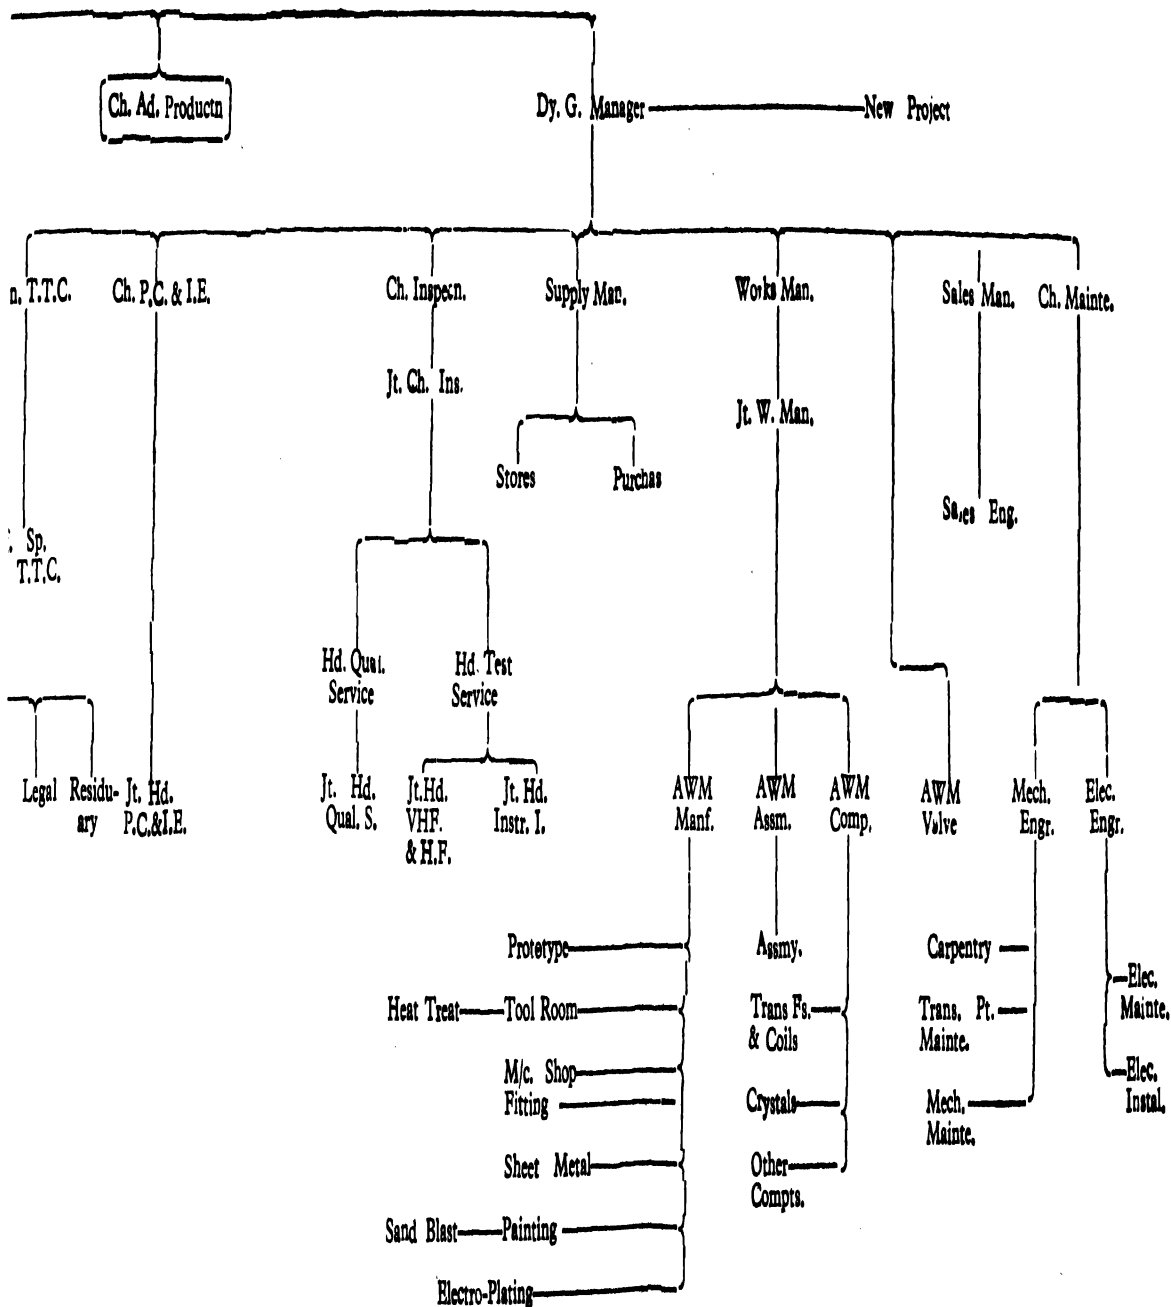 Ch. Ad. Productn
Dy. G. Manager
New Project
n. T.T.C.
Ch. P.C. & I.E.
Ch. Inspecn.
Supply Man.
Works Man.
Sales Man.
Ch. Mainte.
Jt. Ch. Ins.
Jt. W. Man.
Stores
Purchas
Sales Eng.
Sp.
T.T.C.
Hd. Qual.
Service
Hd. Test
Service
Legal
Residu-
ary
Jt. Hd.
P.C.&I.E.
Jt. Hd.
Qual. S.
Jt.Hd.
VHF.
& H.F.
Jt. Hd.
Instr. I.
AWM
Manf.
AWM
Assm.
AWM
Comp.
AWM
Valve
Mech.
Engr.
Elec.
Engr.
Prototype
Assmy.
Carpentry
Elec.
Mainte.
Heat Treat
Tool Room
Trans Fs.
& Coils
Trans. Pt.
Mainte.
M/c. Shop
Fitting
Crystals
Mech.
Mainte.
Elec.
Instal.
Sheet Metal
Other
Compts.
Sand Blast
Painting
Electro-Plating